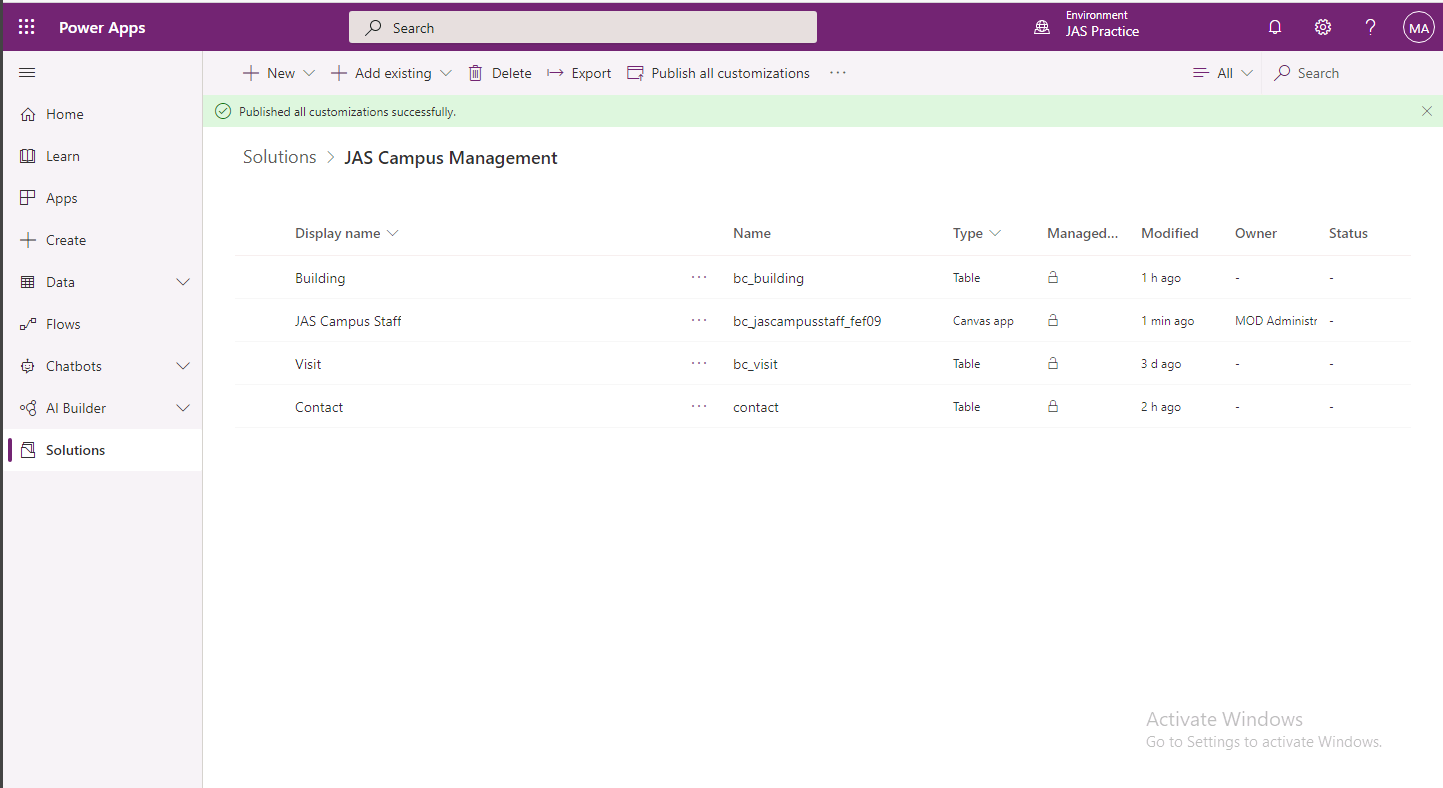 Power Apps
Search
Environment
JAS Practice
?
MA
New
Add existing
Delete
Export
Publish all customizations
...
All
Search
Published all customizations successfully.
Home
Learn
Apps
Create
Data
Flows
Chatbots
AI Builder
Solutions
Solutions > JAS Campus Management
Display name Name Type Managed... Modified Owner Status
Building ... bc_building Table 1 h ago - -
JAS Campus Staff ... bc_jascampusstaff_fef09 Canvas app 1 min ago MOD Administr -
Visit ... bc_visit Table 3 d ago - -
Contact ... contact Table 2 h ago - -
Activate Windows
Go to Settings to activate Windows.